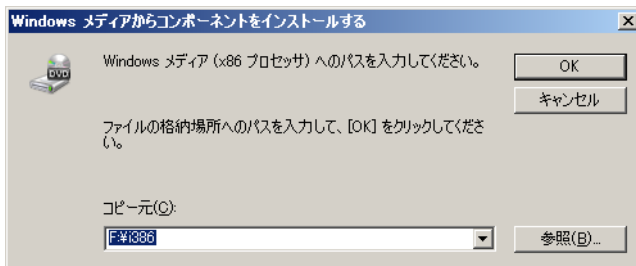 Windows メディアからコンポーネントをインストールする
DVD
Windows メディア (x86 プロセッサ) へのパスを入力してください。
OK
キャンセル
ファイルの格納場所へのパスを入力して、[OK] をクリックしてくださ
い。
コピー元(C):
F:¥i386
参照(B)...